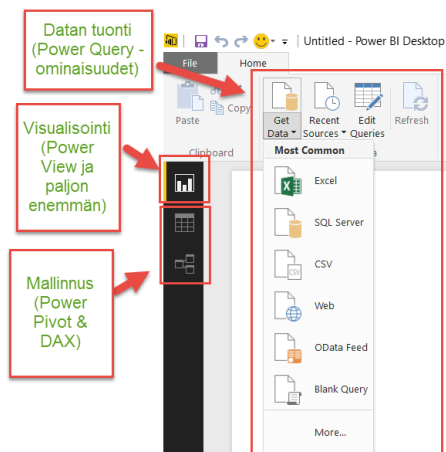 Datan tuonti
(Power Query -
ominaisuudet)
Untitled - Power BI Desktop
File
Home
Visualisointi
(Power
View ja
paljon
enemmän)
Mallinnus
(Power
Pivot &
DAX)
Paste
Copy
Clipboard
Get
Data
Recent
Sources
Edit
Queries
Refresh
Most Common
Excel
SQL Server
CSV
CSV
Web
OData Feed
Blank Query
More...